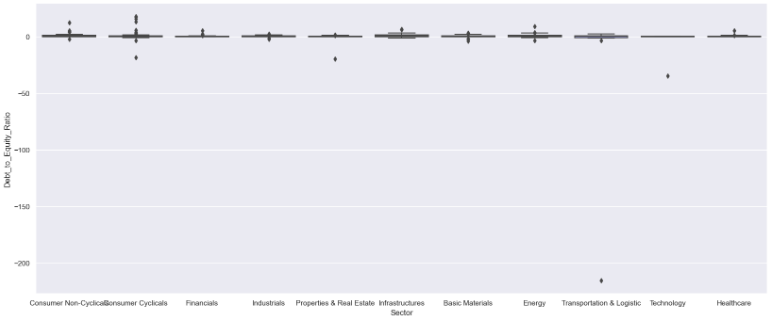 0
−50
−100
−150
−200
Debt_to_Equity_Ratio
Consumer Non-Cyclicals Consumer Cyclicals Financials Industrials Properties & Real Estate Infrastructures Basic Materials Energy Transportation & Logistic Technology Healthcare
Sector